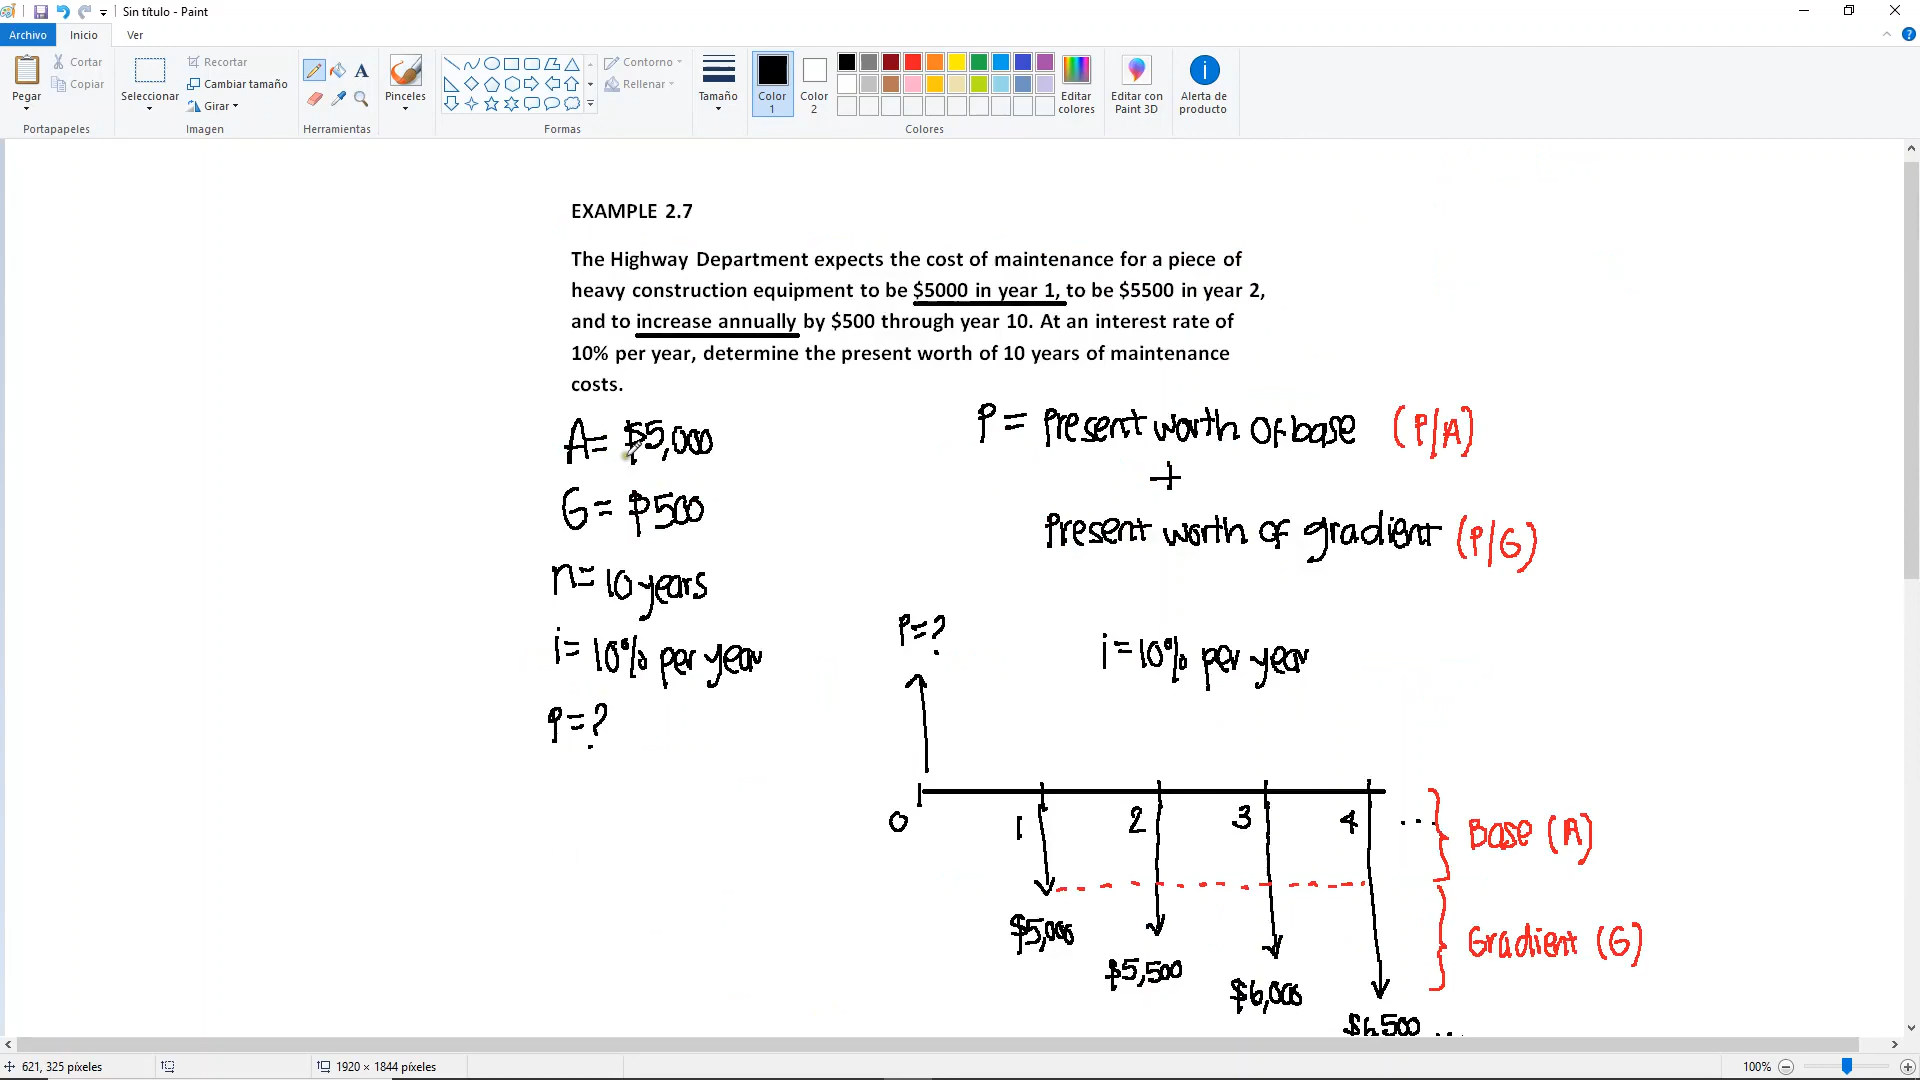 Sin título - Paint
Archivo Inicio Ver
Pegar
Cortar
Copiar
Portapapeles
Seleccionar
Recortar
Cambiar tamaño
Girar
Imagen
A
Herramientas
Pinceles
Contorno
Rellenar
Formas
Tamaño
Color 1
Color 2
Editar colores
Colores
Editar con Paint 3D
Alerta de producto
EXAMPLE 2.7
The Highway Department expects the cost of maintenance for a piece of
heavy construction equipment to be $5000 in year 1, to be $5500 in year 2,
and to increase annually by $500 through year 10. At an interest rate of
10% per year, determine the present worth of 10 years of maintenance
costs.
A= $5,000
G= $500
n= 10 years
i= 10% per year
P=?
P= Present worth of base (P/A)
+
Present worth of gradient (P/G)
P=?
i=10% per year
0 1 2 3 4 ...
Base (A)
Gradient (G)
$5,000
$5,500
$6,000
$6,500 ...
621, 325 píxeles
1920 × 1844 píxeles
100%